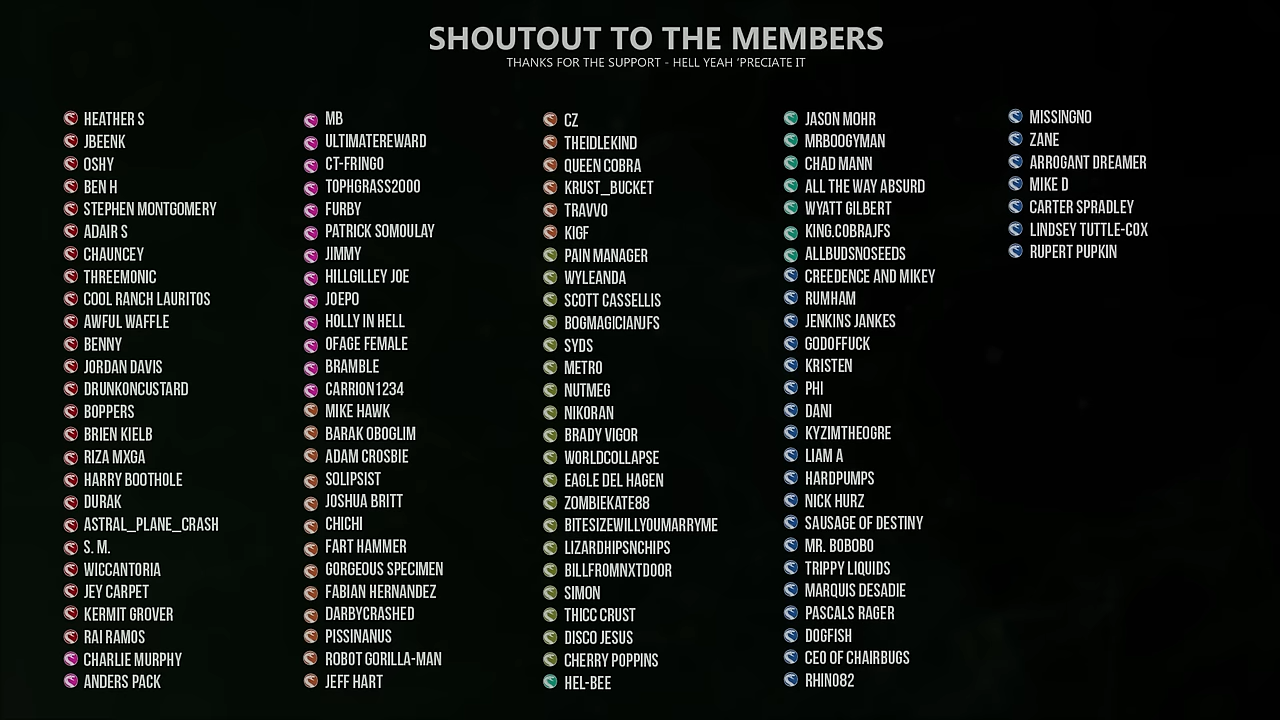 SHOUTOUT TO THE MEMBERS
THANKS FOR THE SUPPORT - HELL YEAH 'PRECIATE IT
HEATHER S
JBEENK
OSHY
BEN H
STEPHEN MONTGOMERY
ADAIR S
CHAUNCEY
THREEMONIC
COOL RANCH LAURITOS
AWFUL WAFFLE
BENNY
JORDAN DAVIS
DRUNKONCUSTARD
BOPPERS
BRIEN KIELB
RIZA MXGA
HARRY BOOTHOLE
DURAK
ASTRAL_PLANE_CRASH
S. M.
WICCANTORIA
JEY CARPET
KERMIT GROVER
RAI RAMOS
CHARLIE MURPHY
ANDERS PACK
MB
ULTIMATEREWARD
CT-FRINGO
TOPHGRASS2000
FURBY
PATRICK SOMOULAY
JIMMY
HILLGILLEY JOE
JOEPO
HOLLY IN HELL
OFAGE FEMALE
BRAMBLE
CARRION1234
MIKE HAWK
BARAK OBOGLIM
ADAM CROSBIE
SOLIPSIST
JOSHUA BRITT
CHICHI
FART HAMMER
GORGEOUS SPECIMEN
FABIAN HERNANDEZ
DARBYCRASHED
PISSINANUS
ROBOT GORILLA-MAN
JEFF HART
CZ
THEIDLEKIND
QUEEN COBRA
KRUST_BUCKET
TRAVVO
KIGF
PAIN MANAGER
WYLEANDA
SCOTT CASSELLIS
BOGMAGICIANJFS
SYDS
METRO
NUTMEG
NIKORAN
BRADY VIGOR
WORLDCOLLAPSE
EAGLE DEL HAGEN
ZOMBIEKATE88
BITESIZEWILLYOUMARRYME
LIZARDHIPSNCHIPS
BILLFROMNXTDOOR
SIMON
THICC CRUST
DISCO JESUS
CHERRY POPPINS
HEL-BEE
JASON MOHR
MRBOOGYMAN
CHAD MANN
ALL THE WAY ABSURD
WYATT GILBERT
KING.COBRAJFS
ALLBUDSNOSEEDS
CREEDENCE AND MIKEY
RUMHAM
JENKINS JANKES
GODOFFUCK
KRISTEN
PHI
DANI
KYZIMTHEOGRE
LIAM A
HARDPUMPS
NICK HURZ
SAUSAGE OF DESTINY
MR. BOBOBO
TRIPPY LIQUIDS
MARQUIS DESADIE
PASCALS RAGER
DOGFISH
CEO OF CHAIRBUGS
RHINO82
MISSINGNO
ZANE
ARROGANT DREAMER
MIKE D
CARTER SPRADLEY
LINDSEY TUTTLE-COX
RUPERT PUPKIN